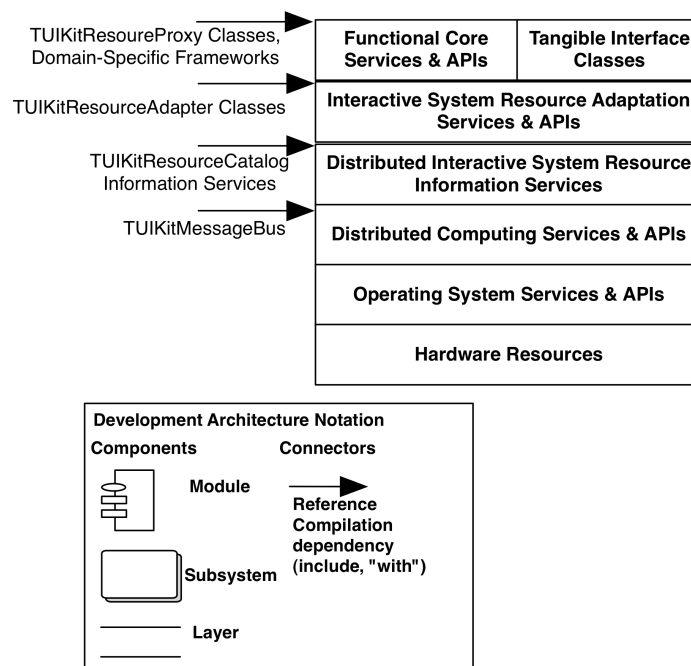 TUIKitResoureProxy Classes,
Domain-Specific Frameworks
Functional Core
Services & APIs
Tangible Interface
Classes
TUIKitResourceAdapter Classes
Interactive System Resource Adaptation
Services & APIs
TUIKitResourceCatalog
Information Services
Distributed Interactive System Resource
Information Services
TUIKitMessageBus
Distributed Computing Services & APIs
Operating System Services & APIs
Hardware Resources
Development Architecture Notation
Components
Connectors
Module
Reference
Compilation
dependency
(include, "with")
Subsystem
Layer